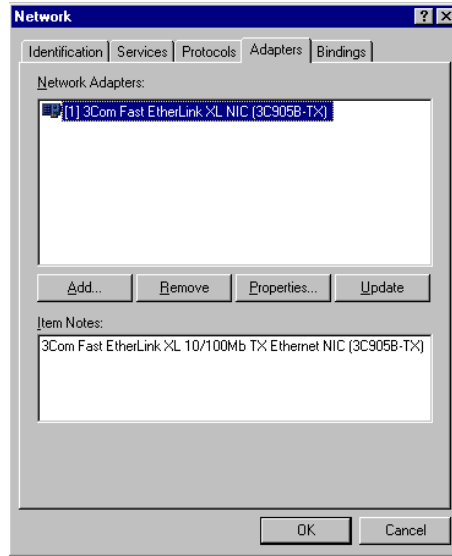 Network
Identification Services Protocols Adapters Bindings
Network Adapters:
[1] 3Com Fast EtherLink XL NIC (3C905B-TX)
Add... Remove Properties... Update
Item Notes:
3Com Fast EtherLink XL 10/100Mb TX Ethernet NIC (3C905B-TX)
OK Cancel